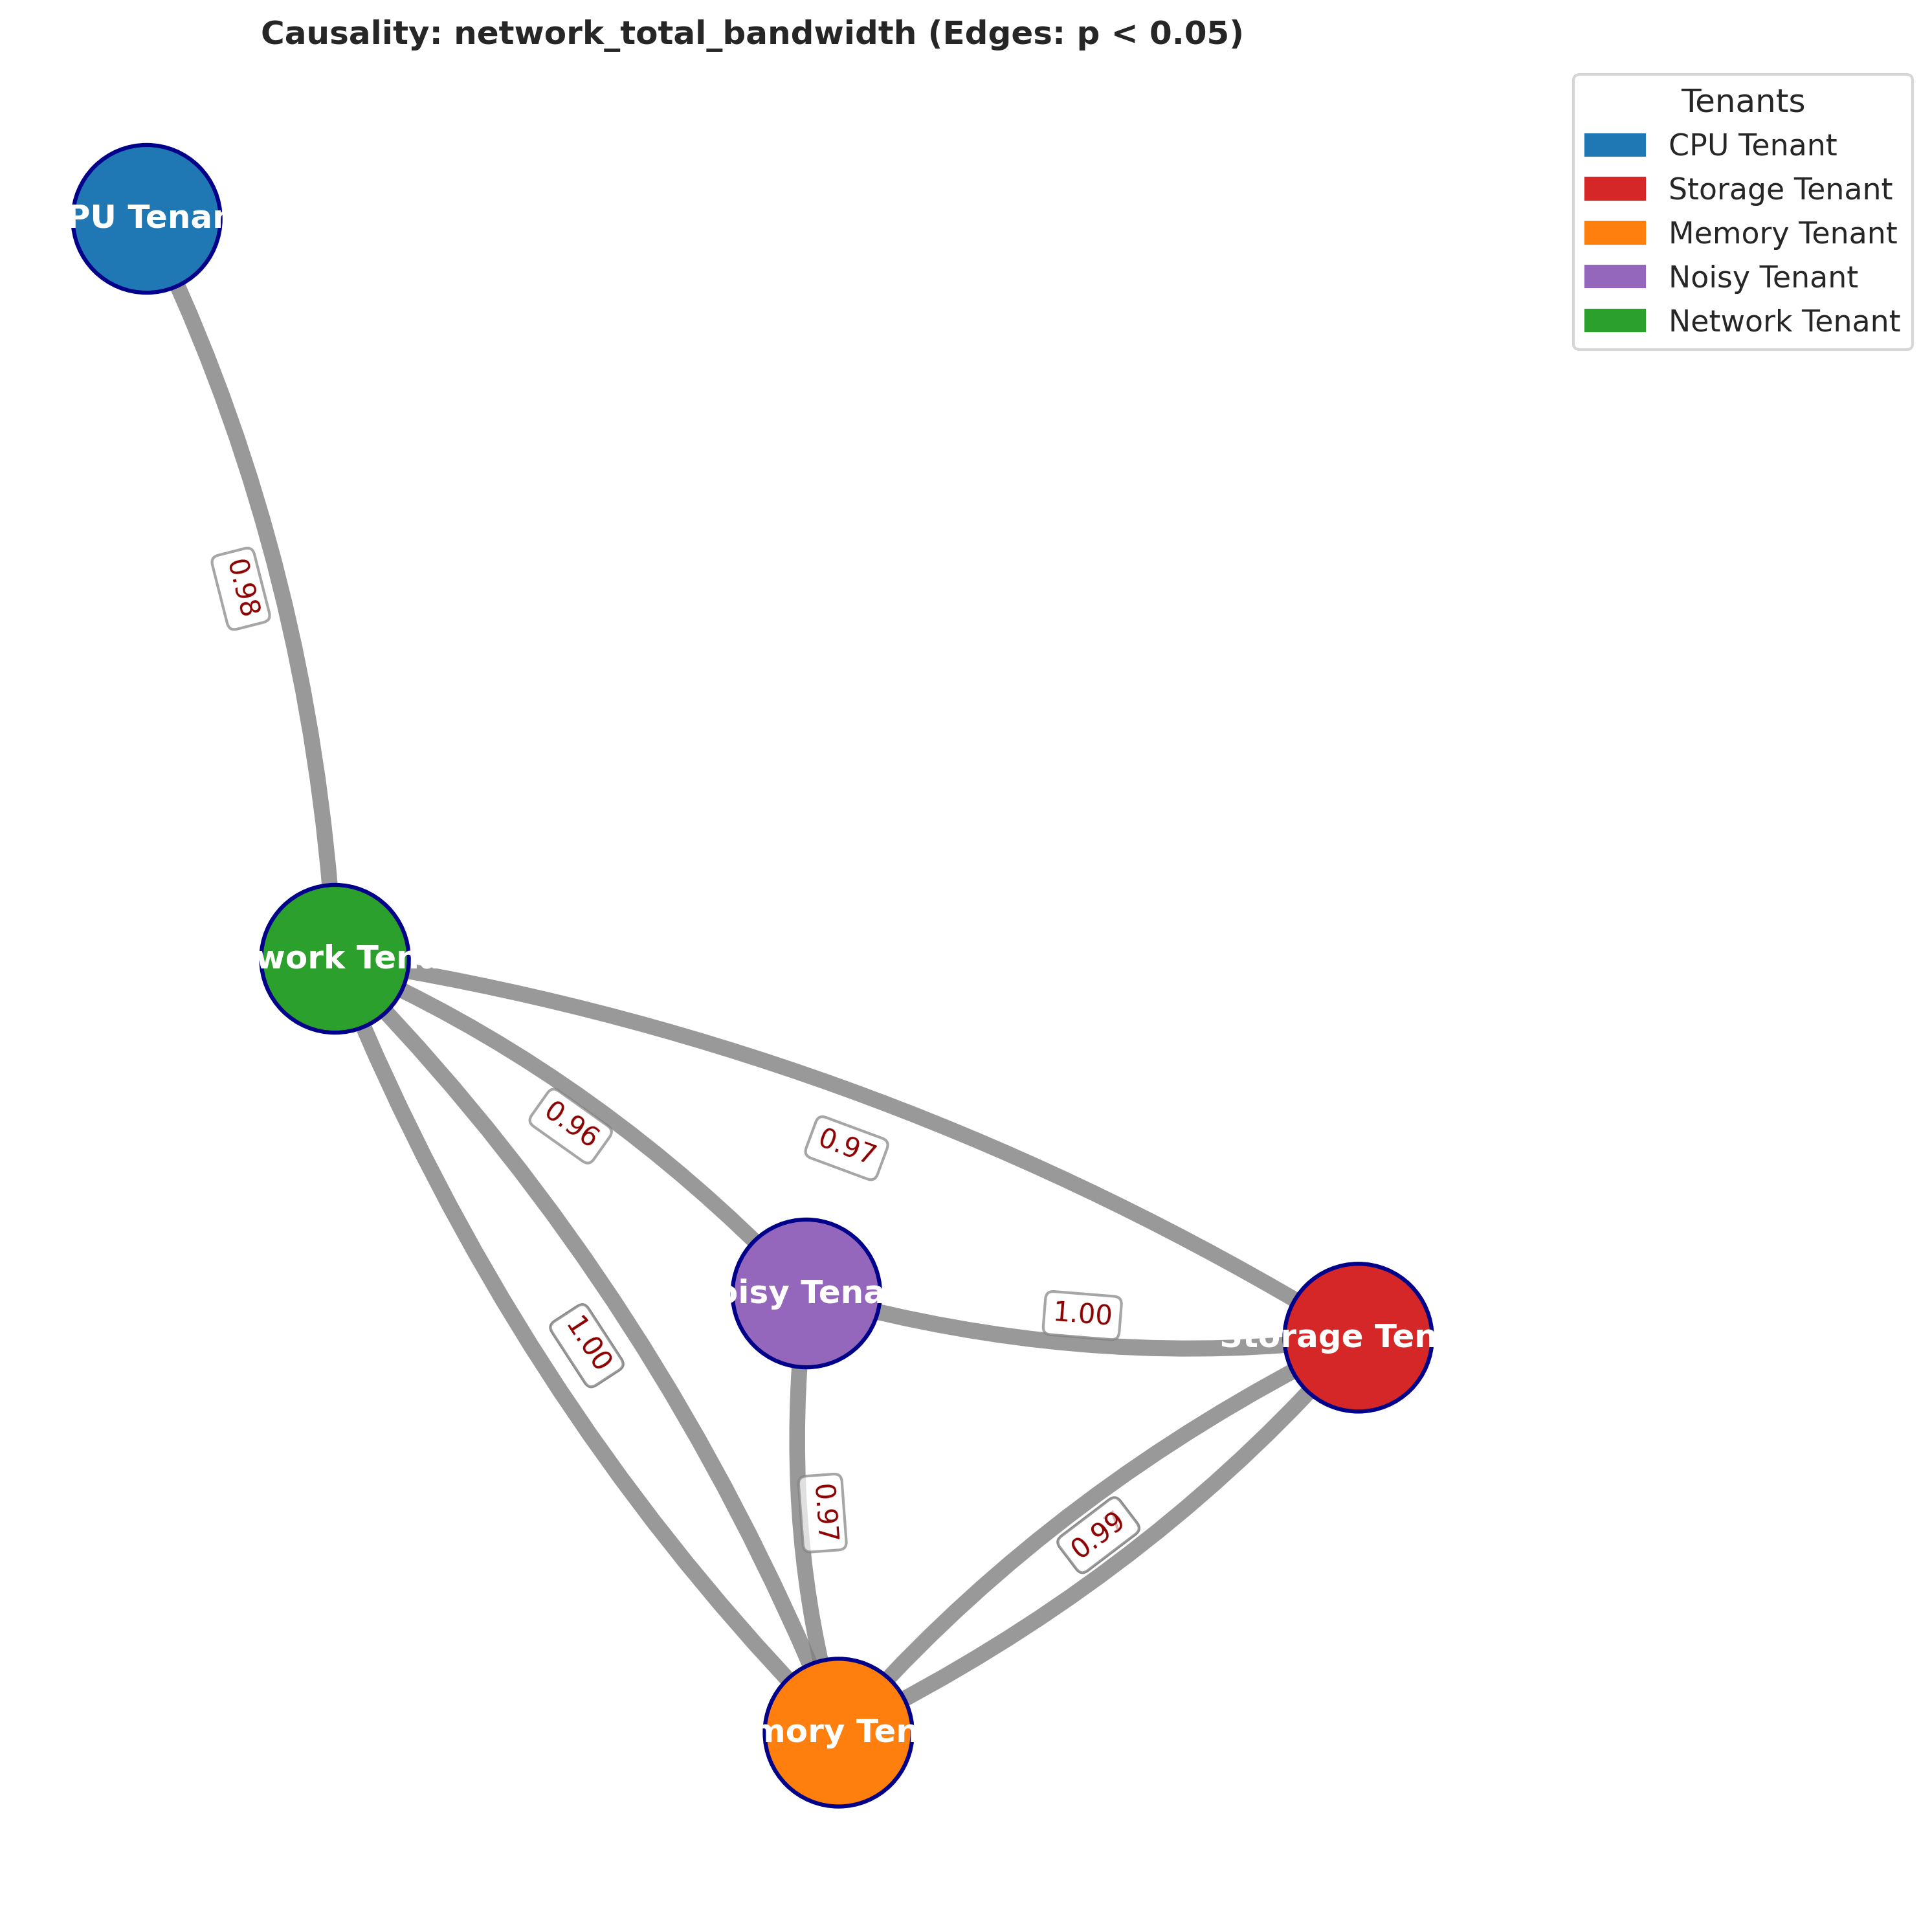 Causality: network_total_bandwidth (Edges: p < 0.05)
Tenants
CPU Tenant
Storage Tenant
Memory Tenant
Noisy Tenant
Network Tenant
PU Tenar
0.98
work Tena
0.96
0.97
oisy Tena
1.00
Storage Ten
1.00
0.97
0.99
mory Ten